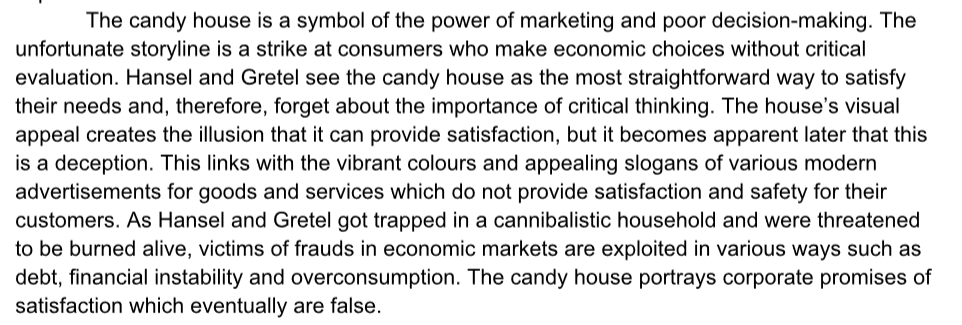 The candy house is a symbol of the power of marketing and poor decision-making. The
unfortunate storyline is a strike at consumers who make economic choices without critical
evaluation. Hansel and Gretel see the candy house as the most straightforward way to satisfy
their needs and, therefore, forget about the importance of critical thinking. The house’s visual
appeal creates the illusion that it can provide satisfaction, but it becomes apparent later that this
is a deception. This links with the vibrant colours and appealing slogans of various modern
advertisements for goods and services which do not provide satisfaction and safety for their
customers. As Hansel and Gretel got trapped in a cannibalistic household and were threatened
to be burned alive, victims of frauds in economic markets are exploited in various ways such as
debt, financial instability and overconsumption. The candy house portrays corporate promises of
satisfaction which eventually are false.